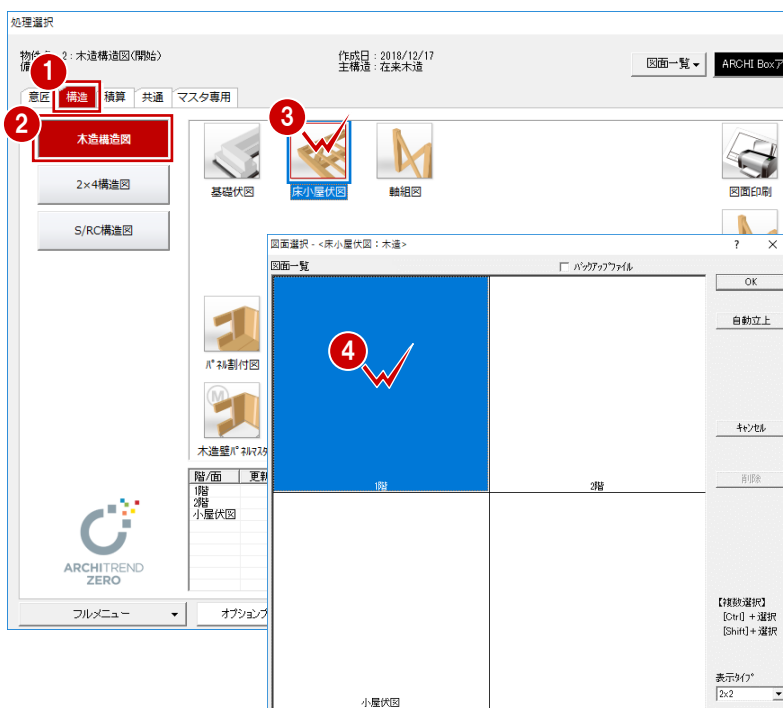 処理選択
2：木造構造図(開始)
作成日：2018/12/17
主構造：在来木造
図面一覧
ARCHI Box
1
意匠 構造 積算 共通 マスタ専用
2
木造構造図
2×4構造図
S/RC構造図
3
基礎伏図 床小屋伏図 軸組図 図面印刷
パネル割付図
M
木造壁パネルマスタ
階/面 更新
1階
2階
小屋伏図
ARCHITREND
ZERO
フルメニュー
オプション
図面選択 - <床小屋伏図：木造>
? ×
図面一覧
バックアップファイル
OK
自動立上
4
キャンセル
削除
1階
2階
小屋伏図
【複数選択】
[Ctrl] + 選択
[Shift] + 選択
表示タイプ
2x2